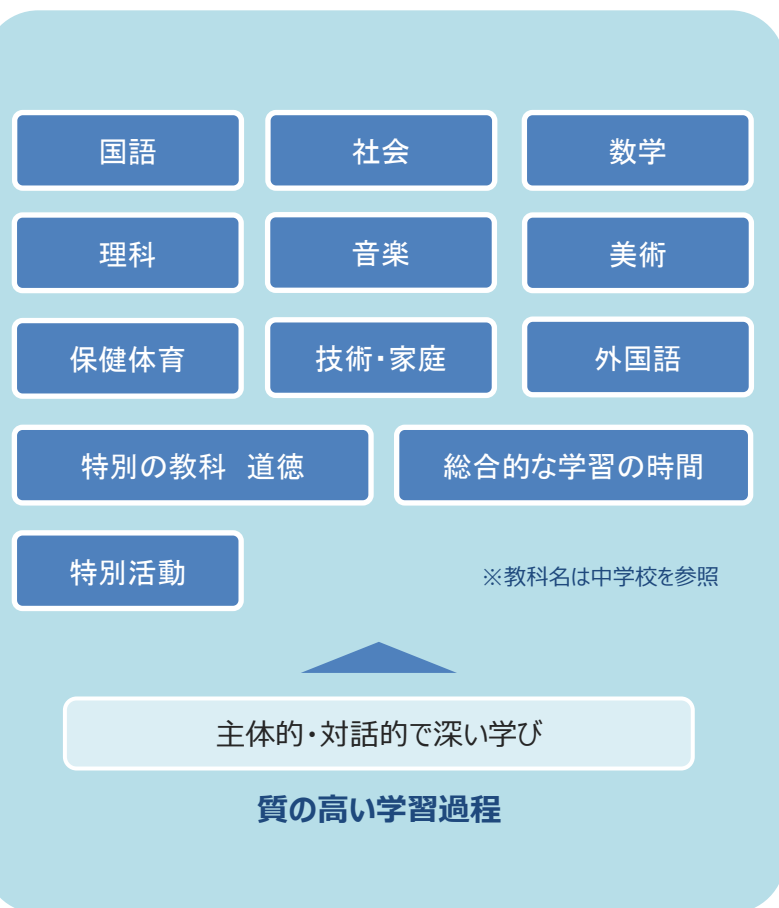 国語
社会
数学
理科
音楽
美術
保健体育
技術・家庭
外国語
特別の教科　道徳
総合的な学習の時間
特別活動
※教科名は中学校を参照
主体的・対話的で深い学び
質の高い学習過程